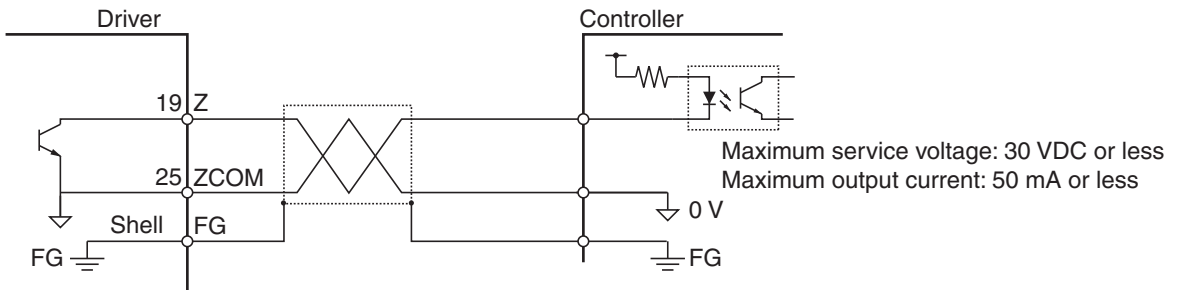 Driver
Controller
19 Z
Maximum service voltage: 30 VDC or less
25 ZCOM
Maximum output current: 50 mA or less
0 V
Shell FG
FG
FG